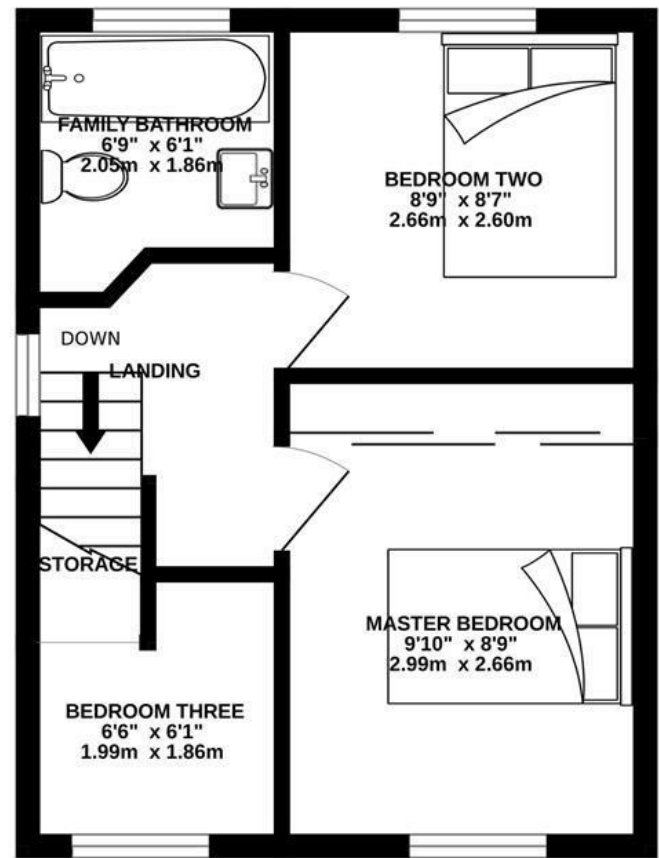 FAMILY BATHROOM
6'9" x 6'1"
2.05m x 1.86m
BEDROOM TWO
8'9" x 8'7"
2.66m x 2.60m
DOWN
LANDING
STORAGE
MASTER BEDROOM
9'10" x 8'9"
2.99m x 2.66m
BEDROOM THREE
6'6" x 6'1"
1.99m x 1.86m